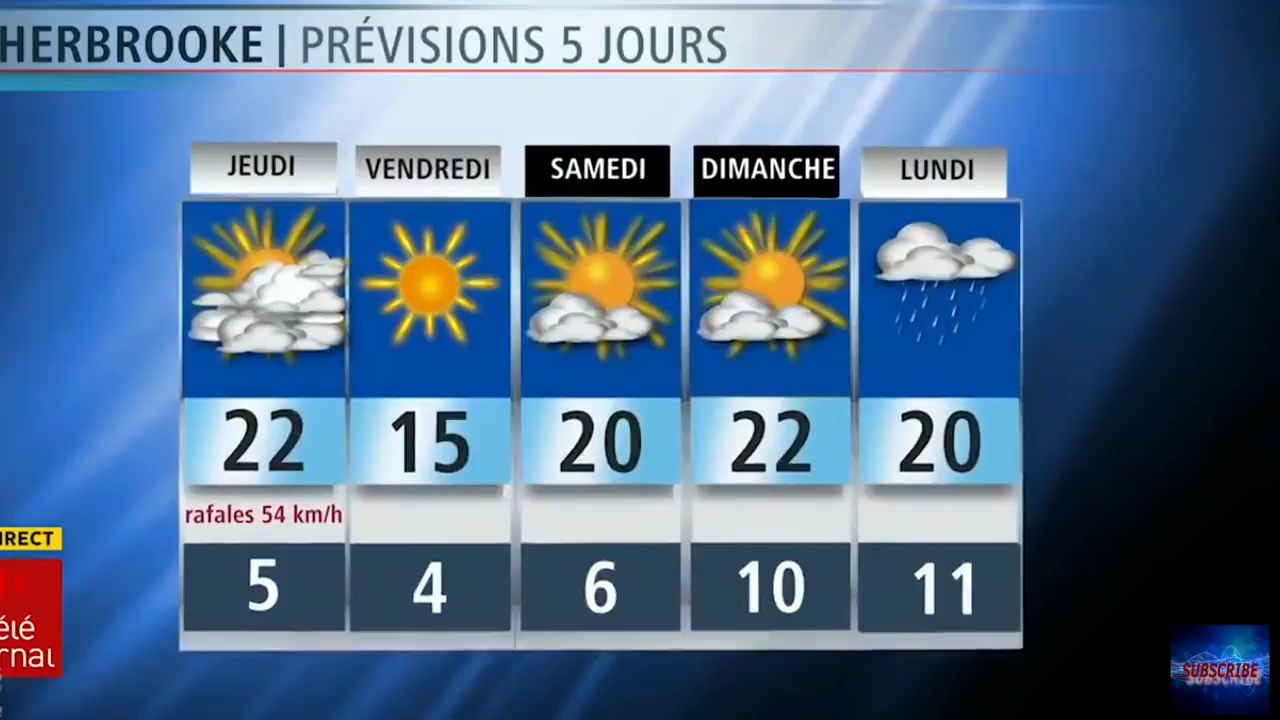 HERBROOKE | PRÉVISIONS 5 JOURS
JEUDI VENDREDI SAMEDI DIMANCHE LUNDI
22 15 20 22 20
rafales 54 km/h
5 4 6 10 11
IRECT
élé
rnal
SUBSCRIBE